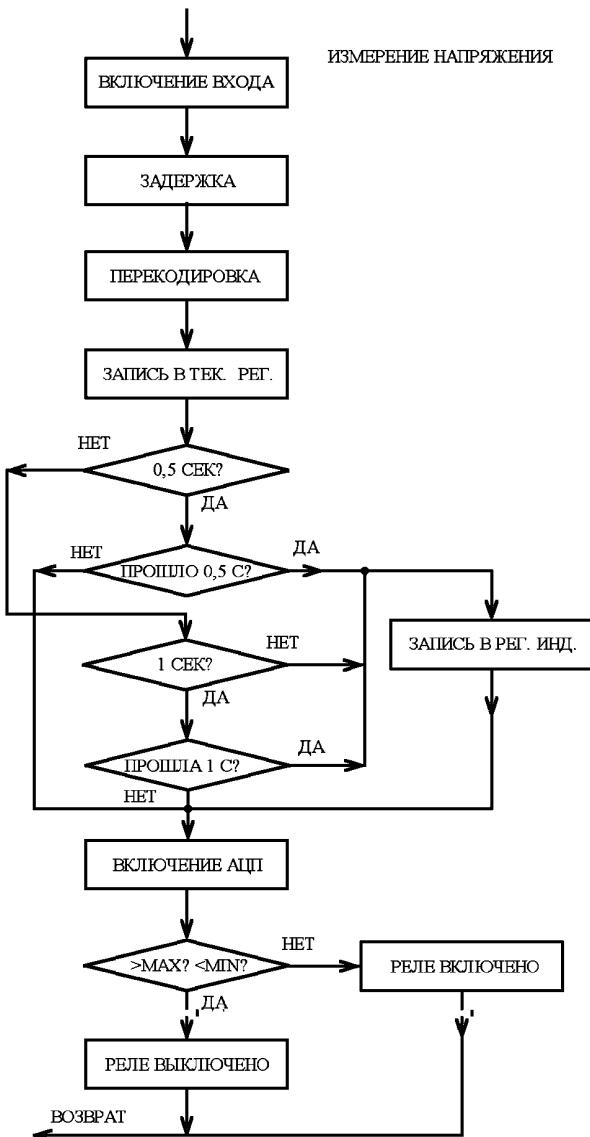 ИЗМЕРЕНИЕ НАПРЯЖЕНИЯ
ВКЛЮЧЕНИЕ ВХОДА
ЗАДЕРЖКА
ПЕРЕКОДИРОВКА
ЗАПИСЬ В ТЕК. РЕГ.
НЕТ
0,5 СЕК?
ДА
НЕТ
ПРОШЛО 0,5 С?
ДА
ЗАПИСЬ В РЕГ. ИНД.
1 СЕК?
НЕТ
ДА
ПРОШЛА 1 С?
ДА
НЕТ
ВКЛЮЧЕНИЕ АЦП
>MAX? <MIN?
НЕТ
РЕЛЕ ВКЛЮЧЕНО
ДА
РЕЛЕ ВЫКЛЮЧЕНО
ВОЗВРАТ